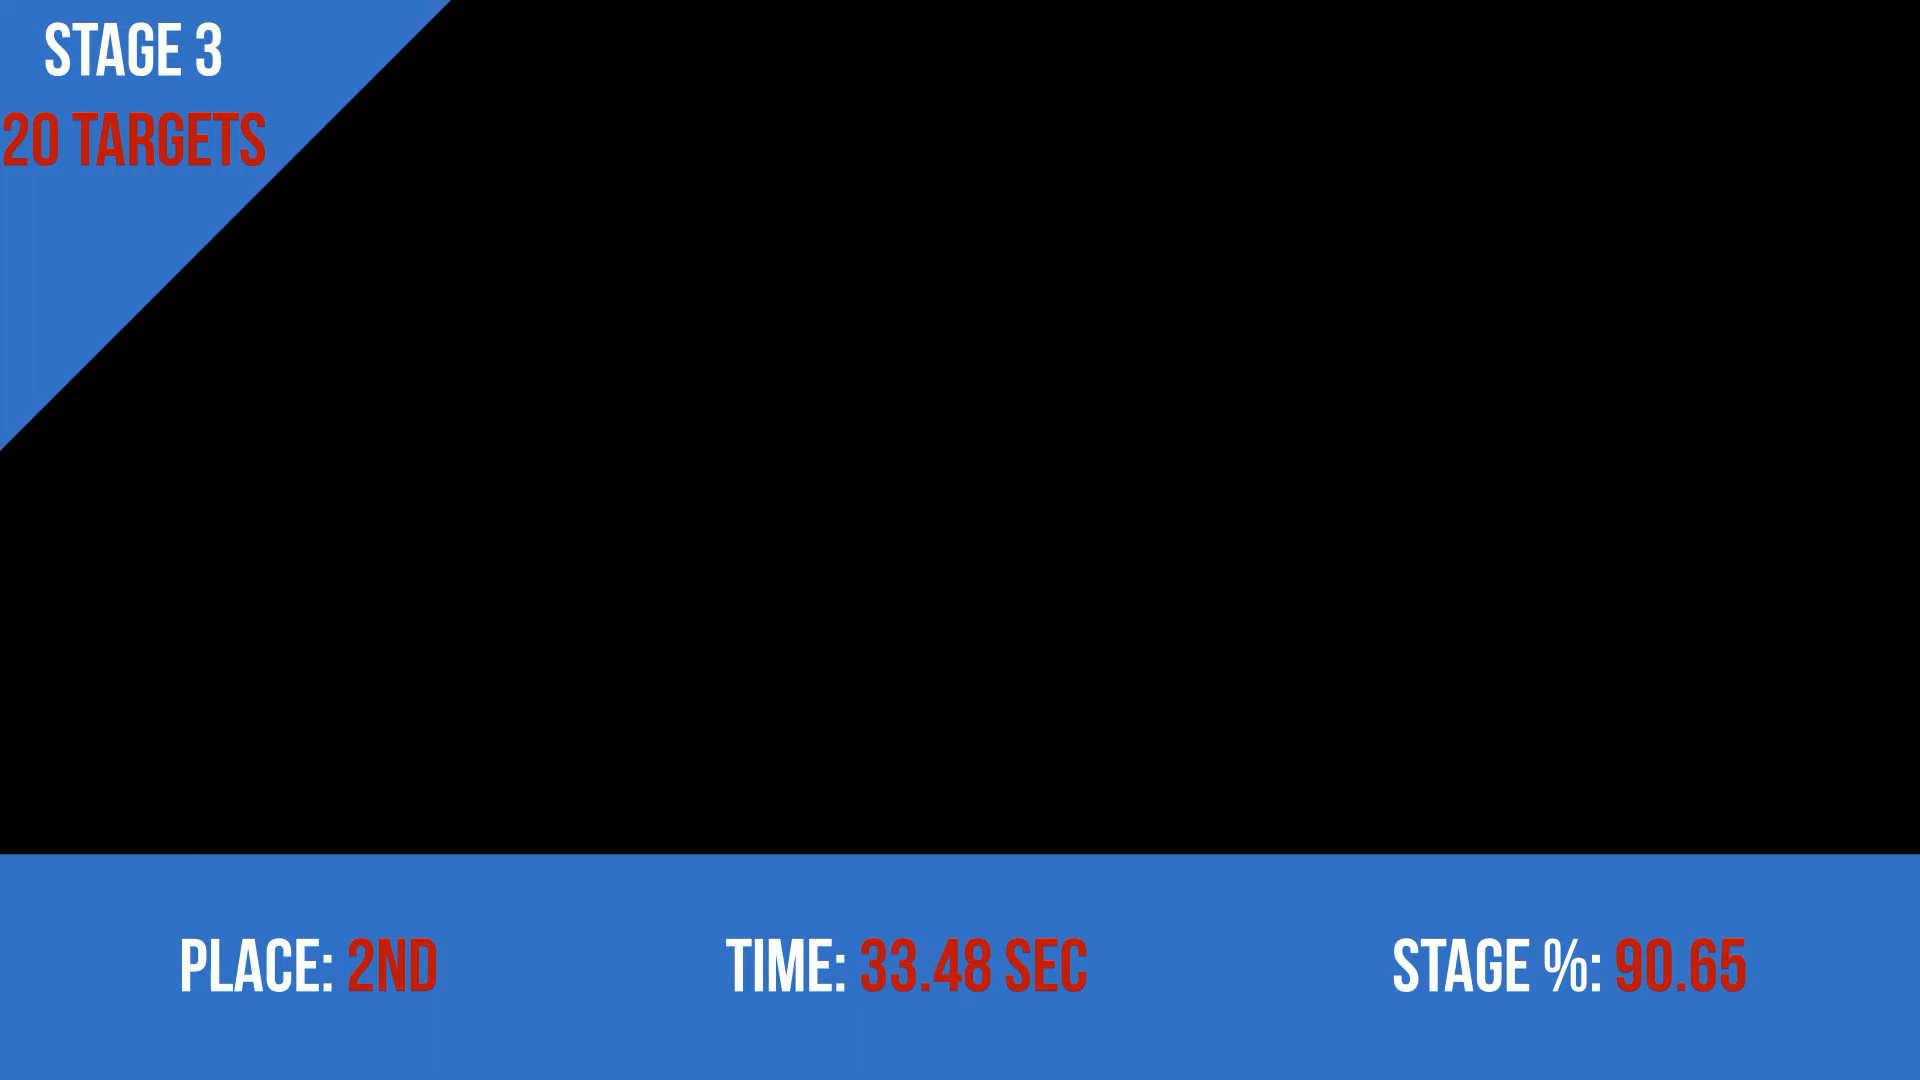 STAGE 3
20 TARGETS
PLACE: 2ND
TIME: 33.48 SEC
STAGE %: 90.65